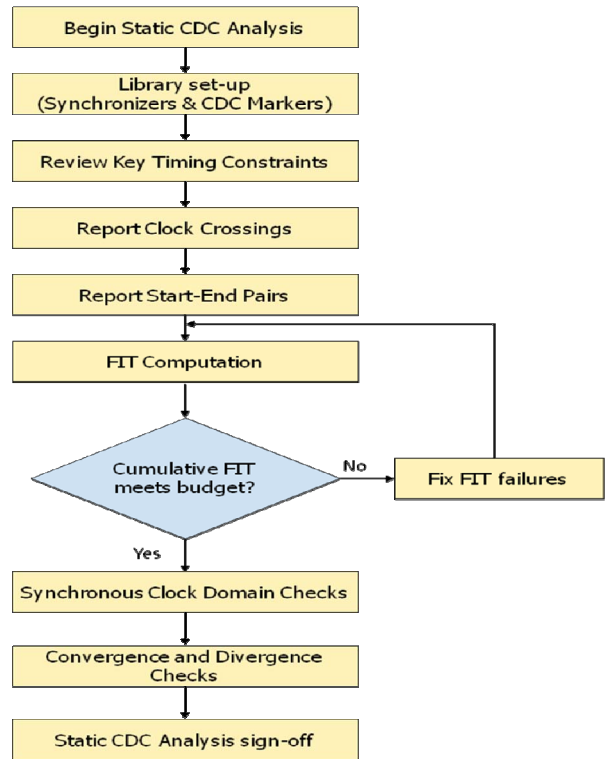 Begin Static CDC Analysis
Library set-up
(Synchronizers & CDC Markers)
Review Key Timing Constraints
Report Clock Crossings
Report Start-End Pairs
FIT Computation
Cumulative FIT
meets budget?
No
Fix FIT failures
Yes
Synchronous Clock Domain Checks
Convergence and Divergence
Checks
Static CDC Analysis sign-off